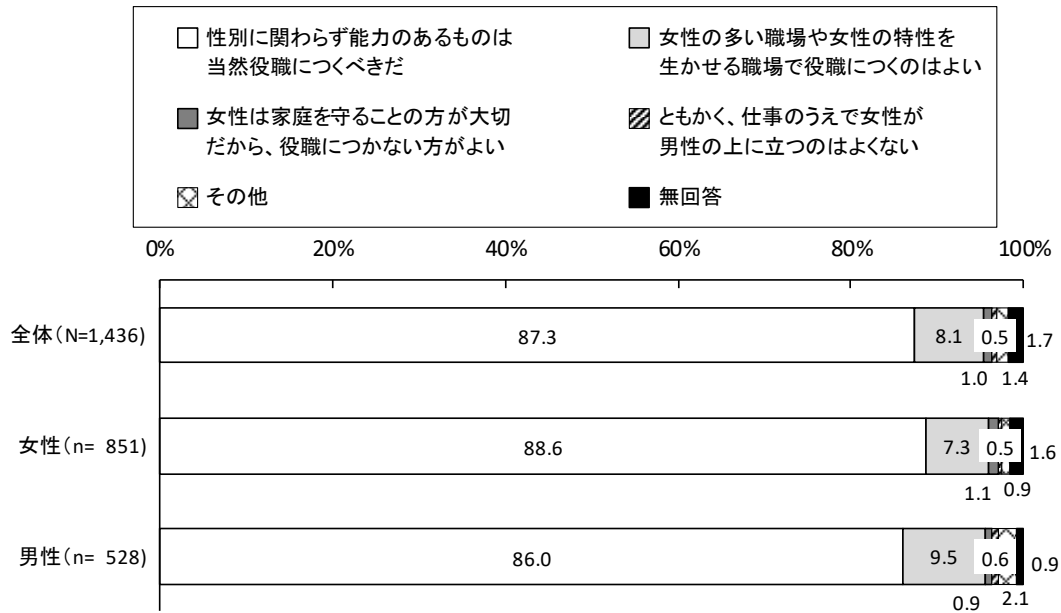 性別に関わらず能力のあるものは
当然役職につくべきだ
女性の多い職場や女性の特性を
生かせる職場で役職につくのはよい
女性は家庭を守ることの方が大切
だから、役職につかない方がよい
ともかく、仕事のうえで女性が
男性の上に立つのはよくない
その他
無回答
0% 20% 40% 60% 80% 100%
全体(N=1,436) 87.3 8.1 0.5 1.7
1.0 1.4
女性(n= 851) 88.6 7.3 0.5 1.6
1.1 0.9
男性(n= 528) 86.0 9.5 0.6 0.9
0.9 2.1